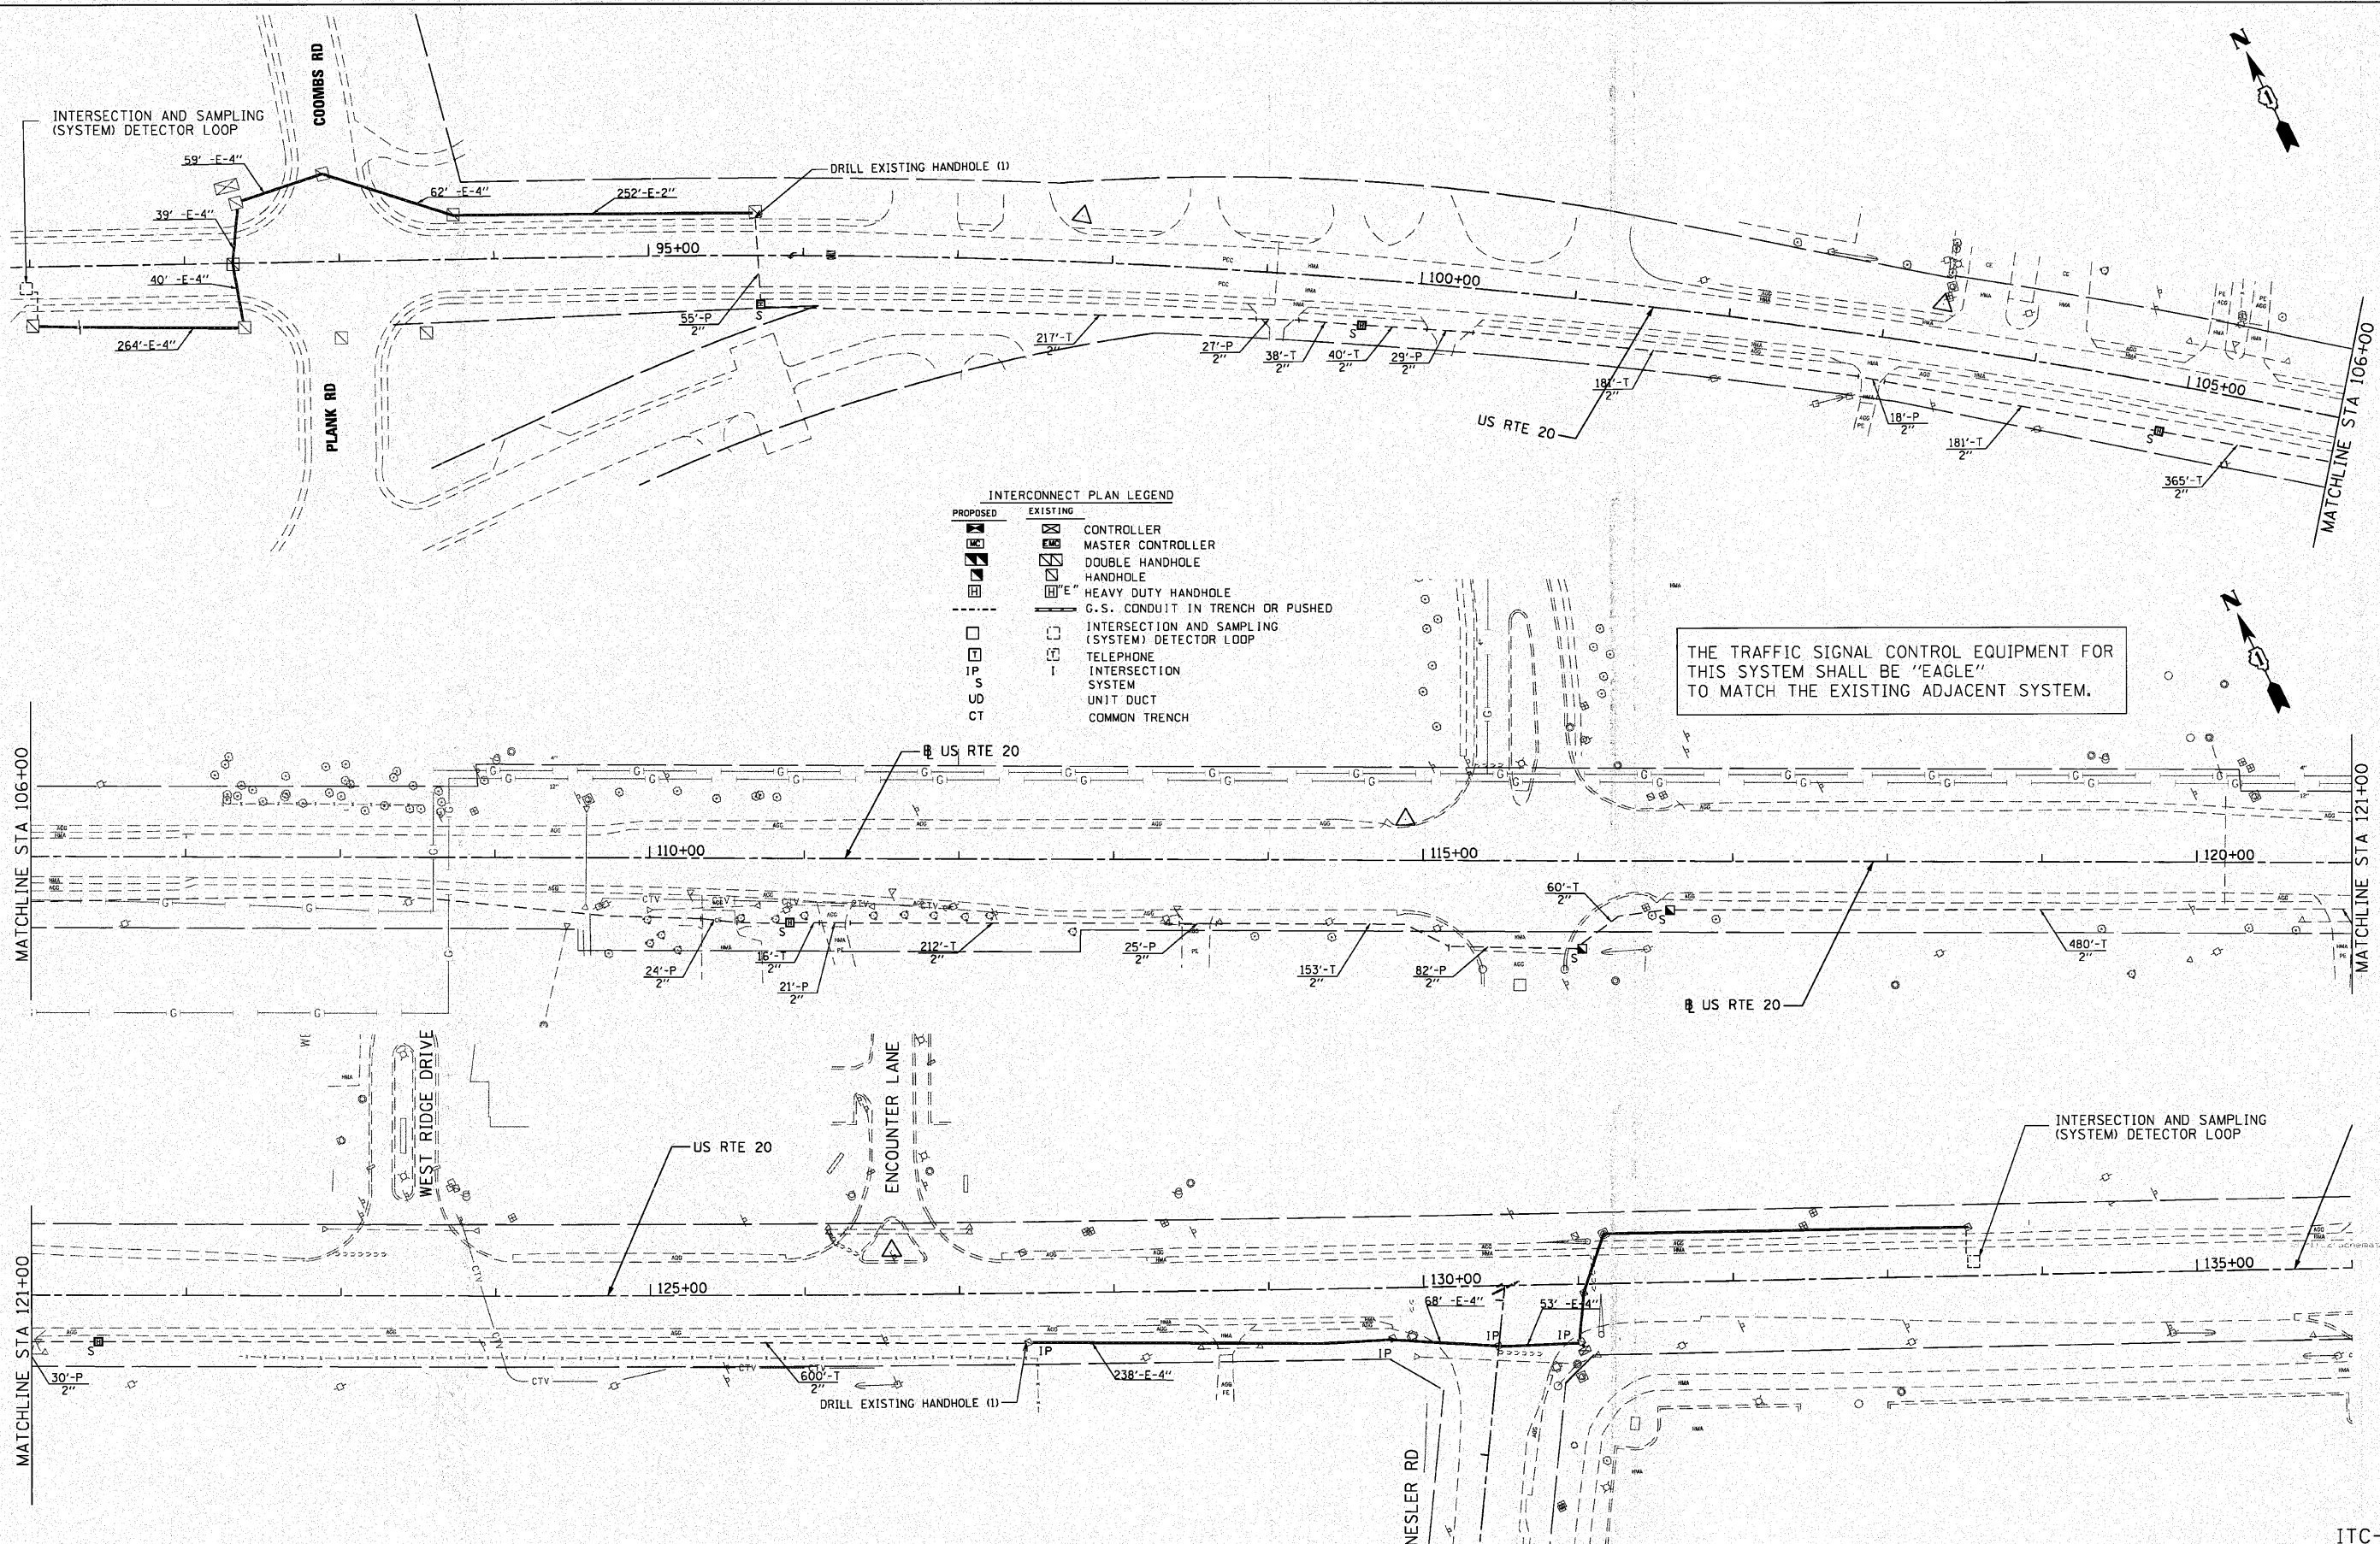 N
COOMBS RD
INTERSECTION AND SAMPLING
(SYSTEM) DETECTOR LOOP
59' -E-4"
DRILL EXISTING HANDHOLE (1)
62' -E-4"
252'-E-2"
39' -E-4"
95+00
40' -E-4"
100+00
264'-E-4"
S
55'-P
2"
217'-T
2"
27'-P
2"
38'-T
2"
S
40'-T
2"
29'-P
2"
181'-T
2"
US RTE 20
18'-P
2"
181'-T
2"
S
105+00
365'-T
2"
PLANK RD
MATCHLINE STA 106+00
INTERCONNECT PLAN LEGEND
PROPOSED EXISTING
CONTROLLER
MC EMC MASTER CONTROLLER
DOUBLE HANDHOLE
HANDHOLE
H H "E" HEAVY DUTY HANDHOLE
G.S. CONDUIT IN TRENCH OR PUSHED
INTERSECTION AND SAMPLING
(SYSTEM) DETECTOR LOOP
T T TELEPHONE
IP I INTERSECTION
S SYSTEM
UD UNIT DUCT
CT COMMON TRENCH
N
THE TRAFFIC SIGNAL CONTROL EQUIPMENT FOR
THIS SYSTEM SHALL BE "EAGLE"
TO MATCH THE EXISTING ADJACENT SYSTEM.
MATCHLINE STA 106+00
US RTE 20
110+00
115+00
120+00
24'-P
2"
S
16'-T
2"
21'-P
2"
212'-T
2"
25'-P
2"
153'-T
2"
82'-P
2"
60'-T
2"
S
S
480'-T
2"
US RTE 20
MATCHLINE STA 121+00
WEST RIDGE DRIVE
ENCOUNTER LANE
US RTE 20
INTERSECTION AND SAMPLING
(SYSTEM) DETECTOR LOOP
MATCHLINE STA 121+00
125+00
130+00
135+00
S
30'-P
2"
CTV
CTV
600'-T
2"
DRILL EXISTING HANDHOLE (1)
IP
238'-E-4"
68' -E-4"
53' -E-4"
IP
IP
IP
NESLER RD
ITC-